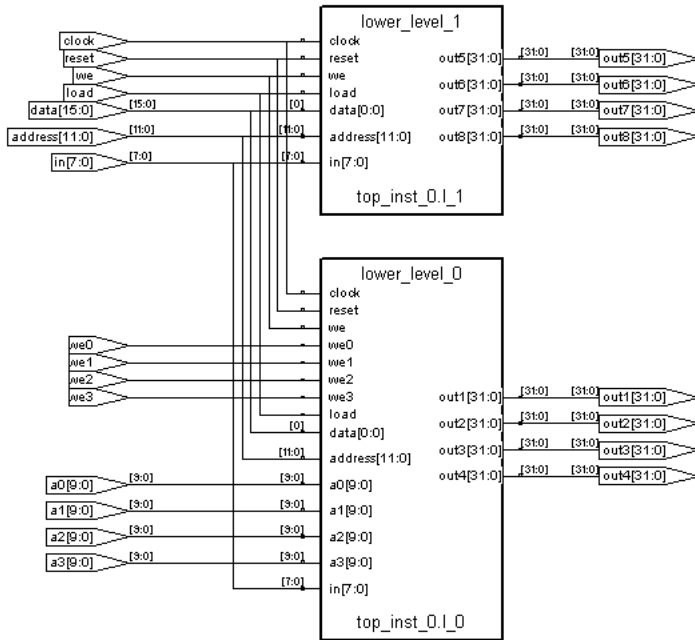 lower_level_1
clock clock
reset reset out5[31:0] [31:0] [31:0] out5[31:0]
we we out6[31:0] [31:0] [31:0] out6[31:0]
load load
data[15:0] [15:0] [0] data[0:0] out7[31:0] [31:0] [31:0] out7[31:0]
address[11:0] [11:0] [11:0] address[11:0] out8[31:0] [31:0] [31:0] out8[31:0]
in[7:0] [7:0] [7:0] in[7:0]
top_inst_0.l_1
lower_level_0
clock
reset
we
we0 we0
we1 we1
we2 we2
we3 we3 out1[31:0] [31:0] [31:0] out1[31:0]
load out2[31:0] [31:0] [31:0] out2[31:0]
[0] data[0:0]
[11:0] address[11:0] out3[31:0] [31:0] [31:0] out3[31:0]
a0[9:0] [9:0] [9:0] a0[9:0] out4[31:0] [31:0] [31:0] out4[31:0]
a1[9:0] [9:0] [9:0] a1[9:0]
a2[9:0] [9:0] [9:0] a2[9:0]
a3[9:0] [9:0] [9:0] a3[9:0]
[7:0] in[7:0]
top_inst_0.l_0